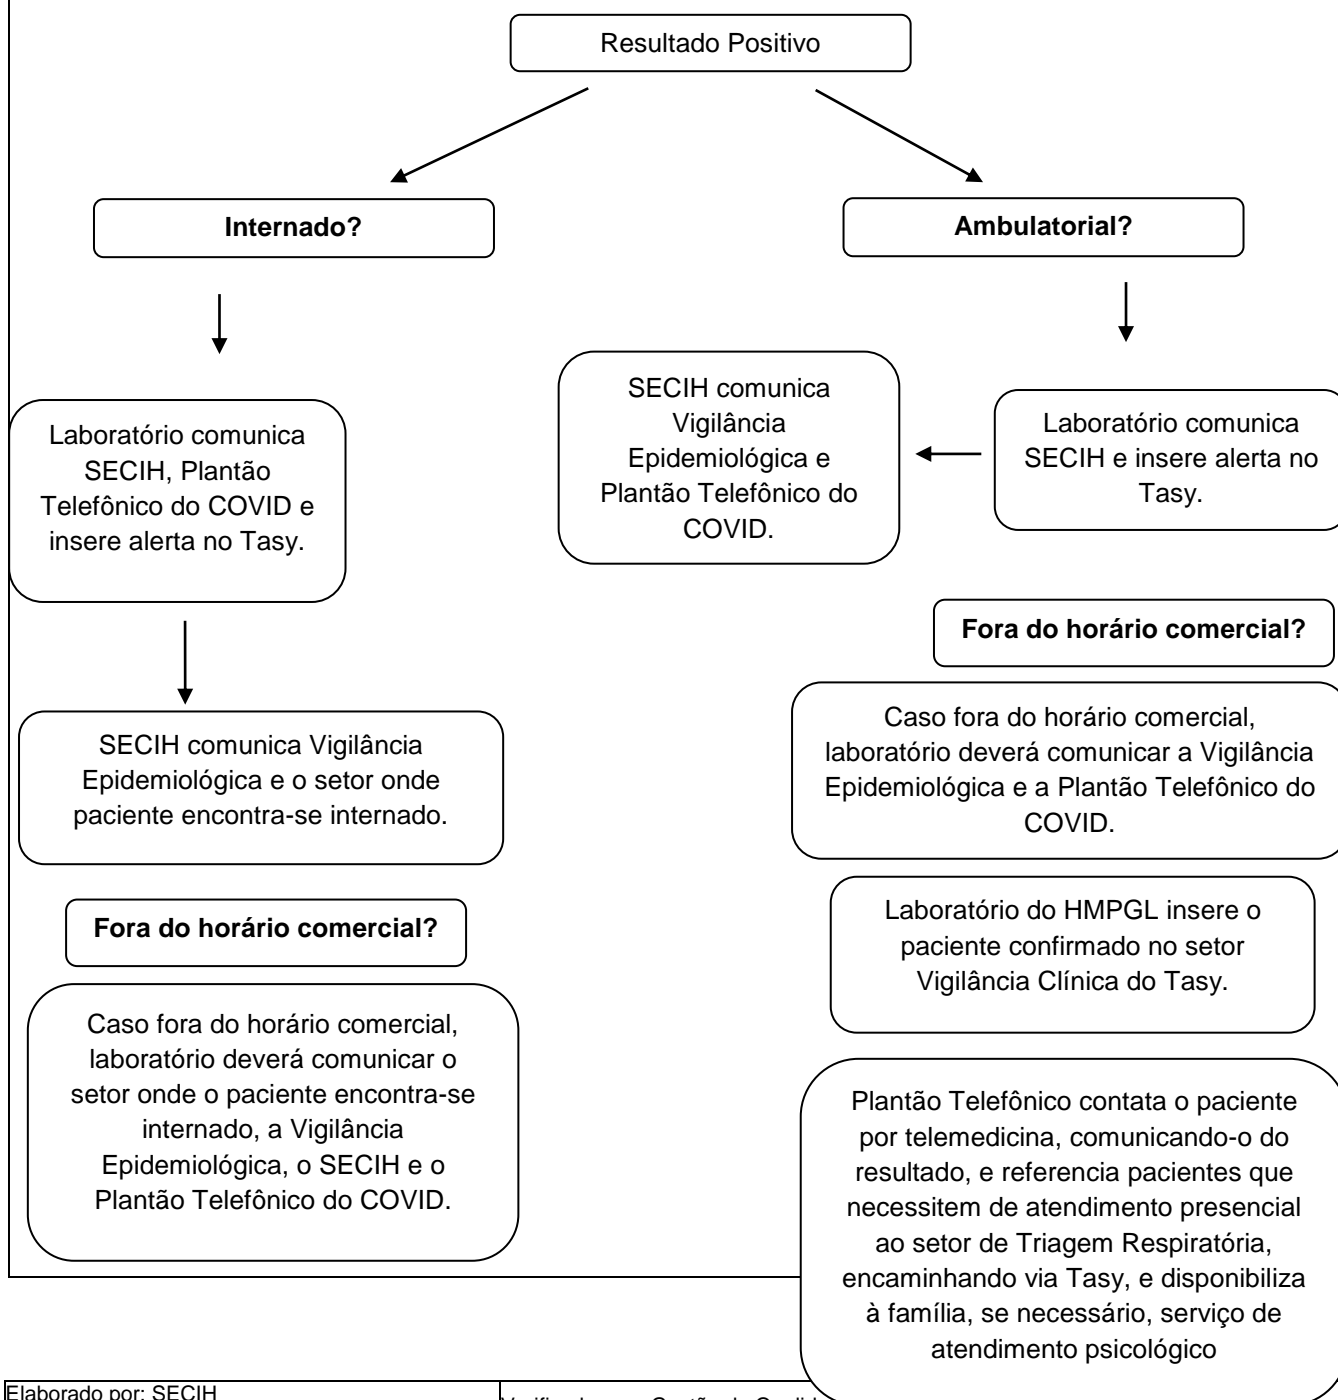 Resultado Positivo
Internado?
Ambulatorial?
Laboratório comunica
SECIH, Plantão
Telefônico do COVID e
insere alerta no Tasy.
SECIH comunica
Vigilância
Epidemiológica e
Plantão Telefônico do
COVID.
Laboratório comunica
SECIH e insere alerta no
Tasy.
SECIH comunica Vigilância
Epidemiológica e o setor onde
paciente encontra-se internado.
Fora do horário comercial?
Caso fora do horário comercial,
laboratório deverá comunicar o
setor onde o paciente encontra-se
internado, a Vigilância
Epidemiológica, o SECIH e o
Plantão Telefônico do COVID.
Fora do horário comercial?
Caso fora do horário comercial,
laboratório deverá comunicar a Vigilância
Epidemiológica e a Plantão Telefônico do
COVID.
Laboratório do HMPGL insere o
paciente confirmado no setor
Vigilância Clínica do Tasy.
Plantão Telefônico contata o paciente
por telemedicina, comunicando-o do
resultado, e referencia pacientes que
necessitem de atendimento presencial
ao setor de Triagem Respiratória,
encaminhando via Tasy, e disponibiliza
à família, se necessário, serviço de
atendimento psicológico
Elaborado por: SECIH